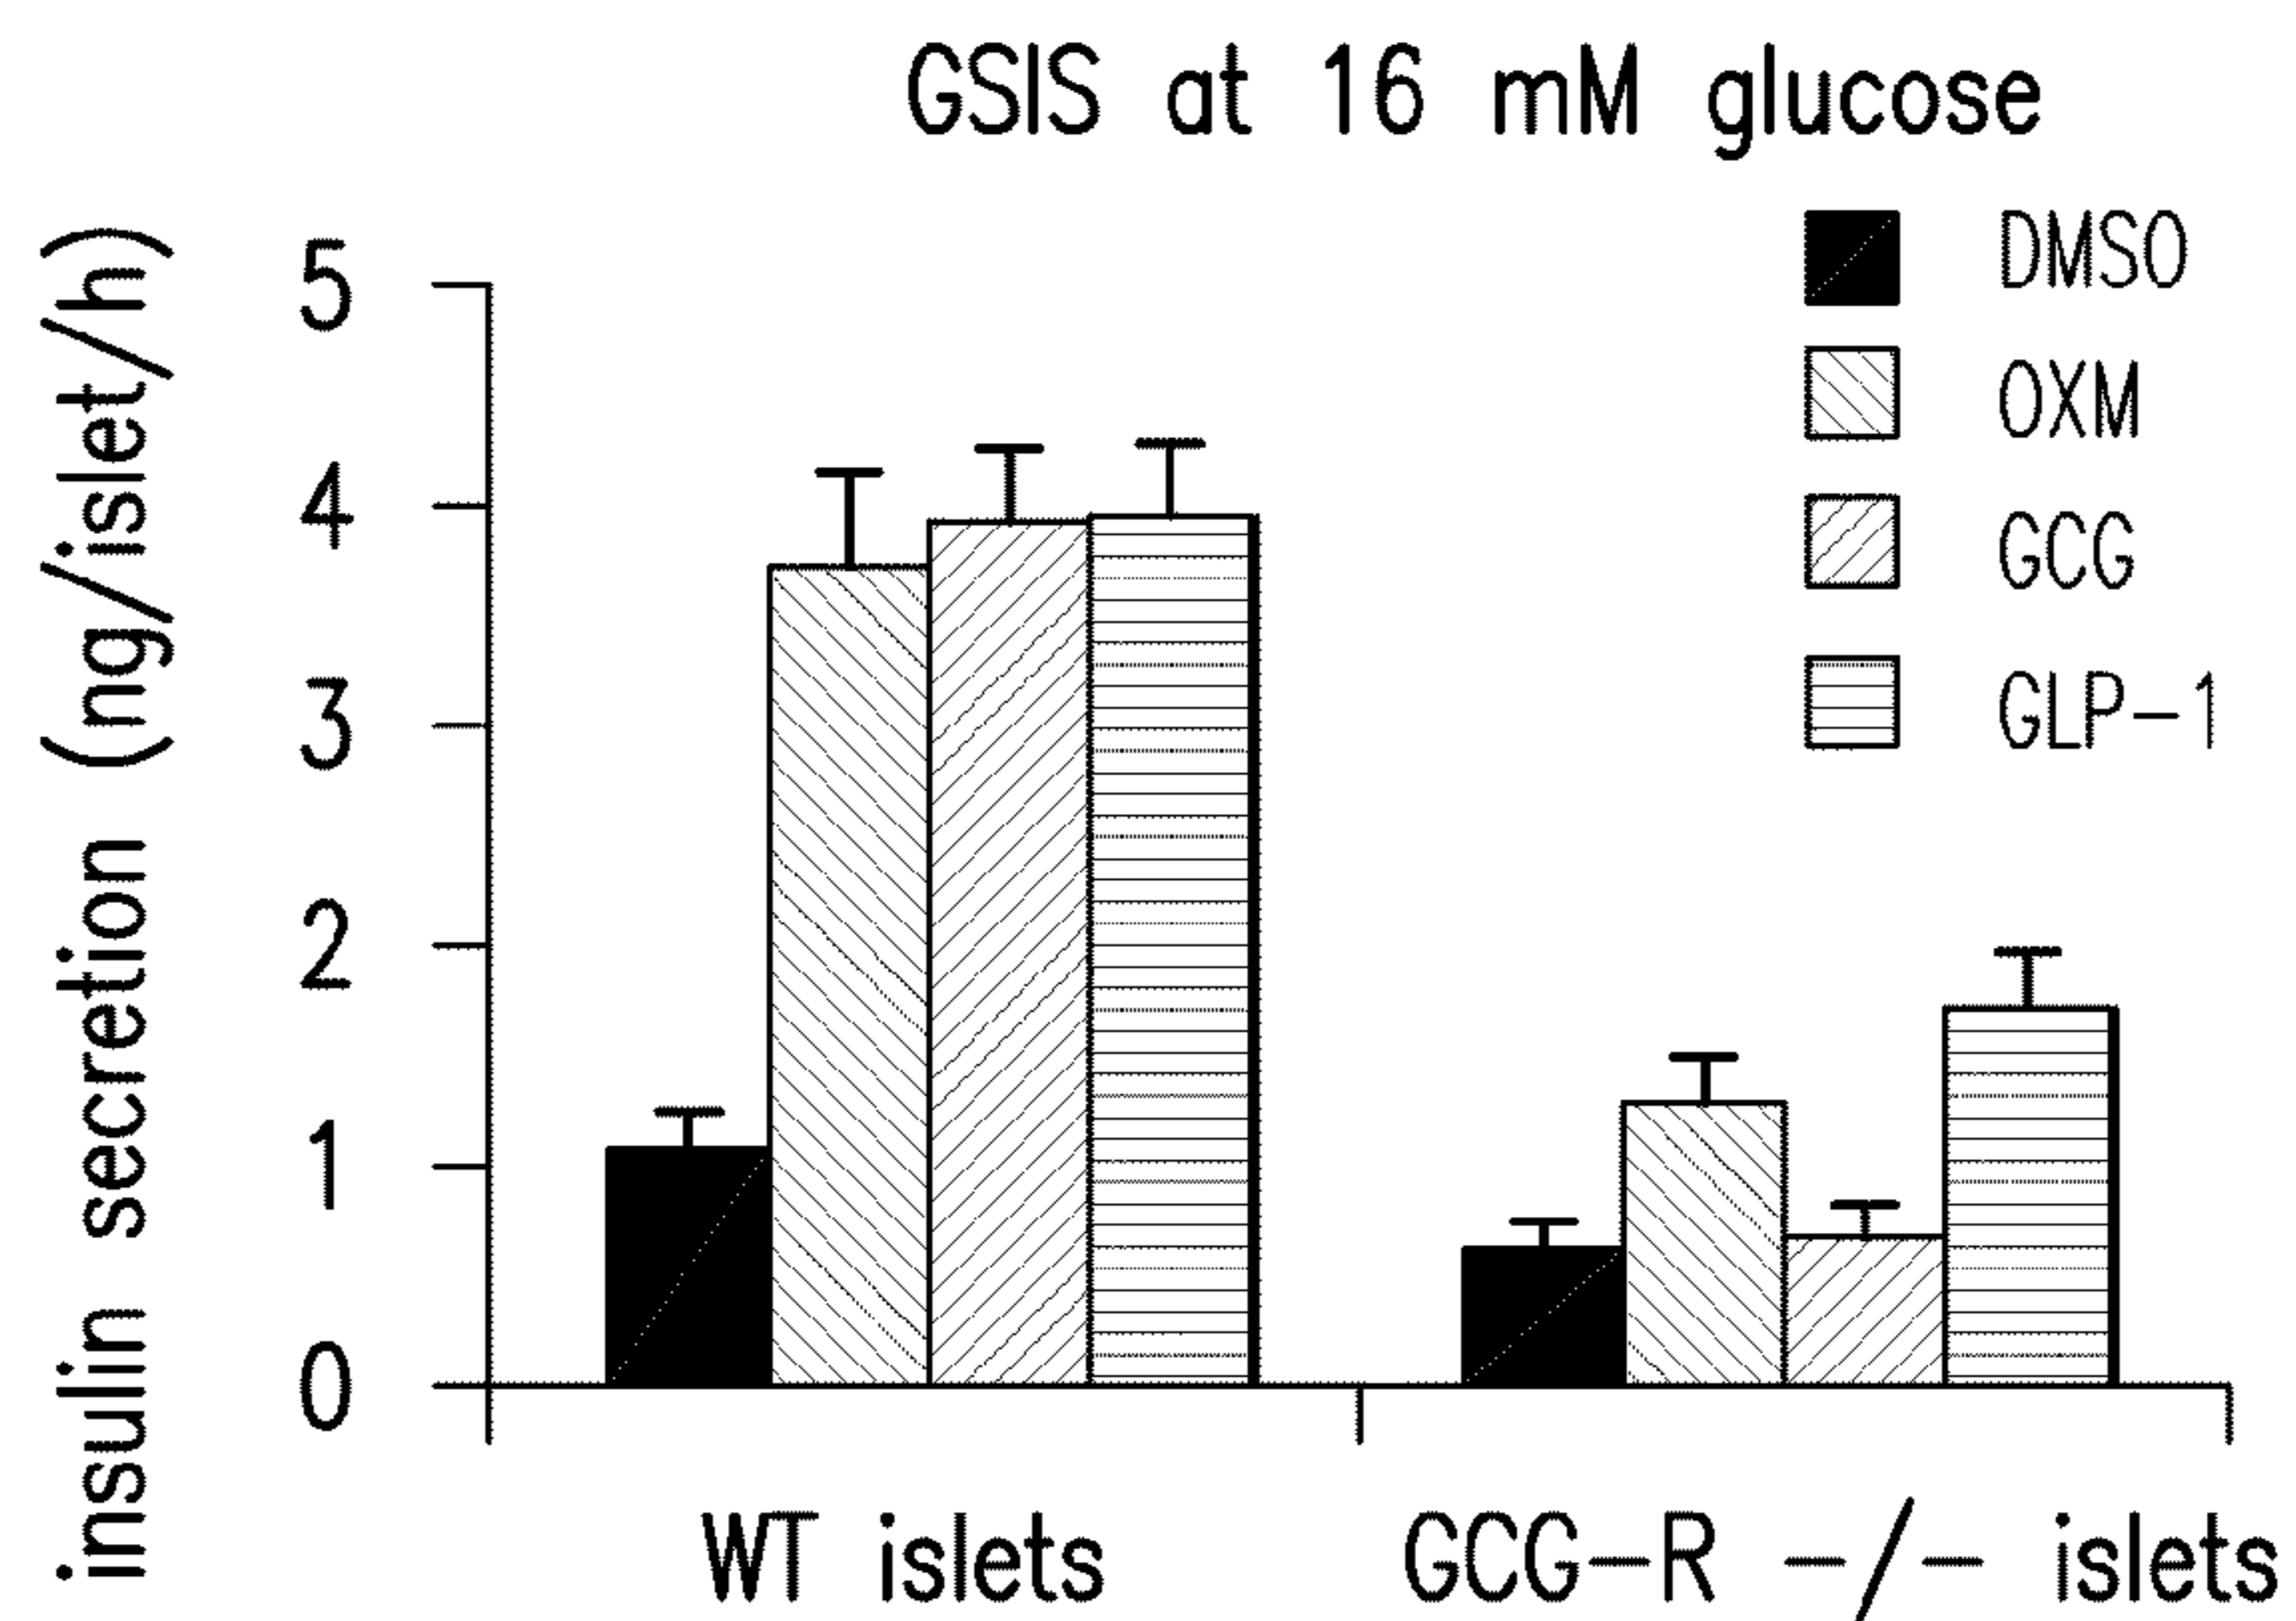 GSIS at 16 mM glucose
DMSO
OXM
GCG
GLP-1
insulin secretion (ng/islet/h)
5
4
3
2
1
0
WT islets
GCG-R -/- islets